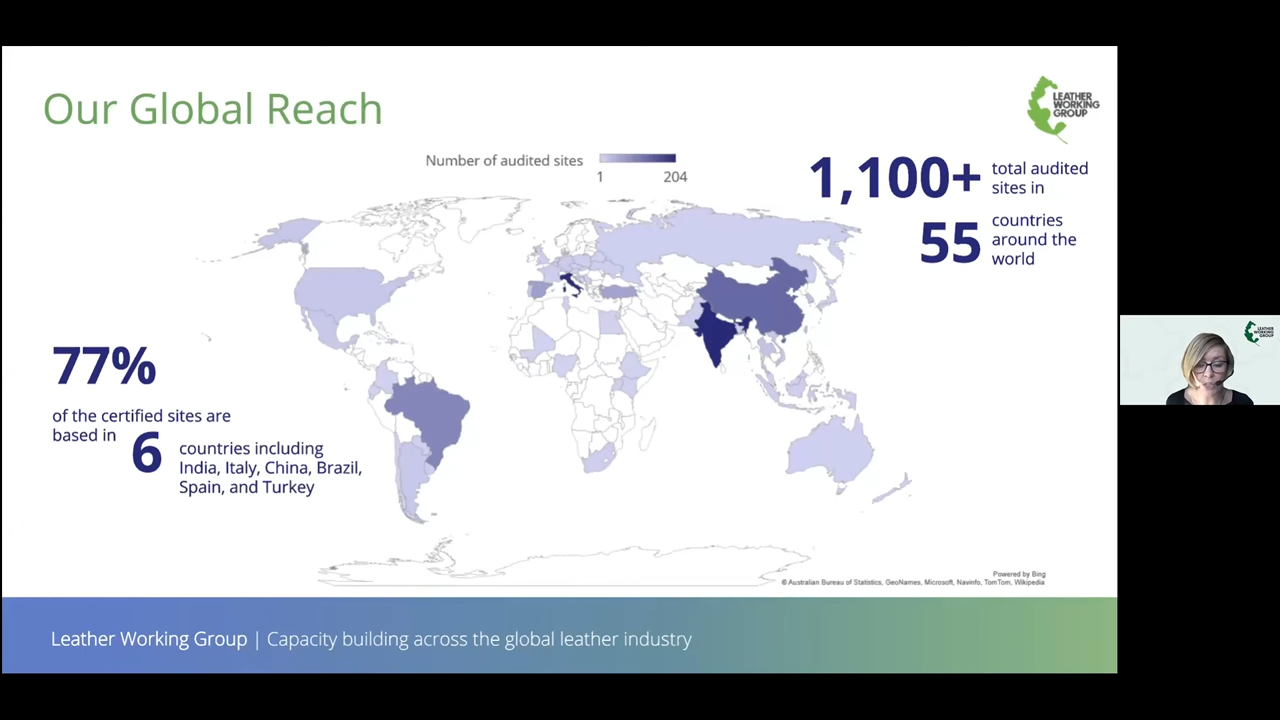 Our Global Reach
LEATHER
WORKING
GROUP
Number of audited sites
1 204
1,100+ total audited
sites in
55 countries
around the
world
77%
of the certified sites are
based in 6 countries including
India, Italy, China, Brazil,
Spain, and Turkey
Powered by Bing
© Australian Bureau of Statistics, GeoNames, Microsoft, Navinfo, TomTom, Wikipedia
Leather Working Group | Capacity building across the global leather industry
LEATHER
WORKING
GROUP